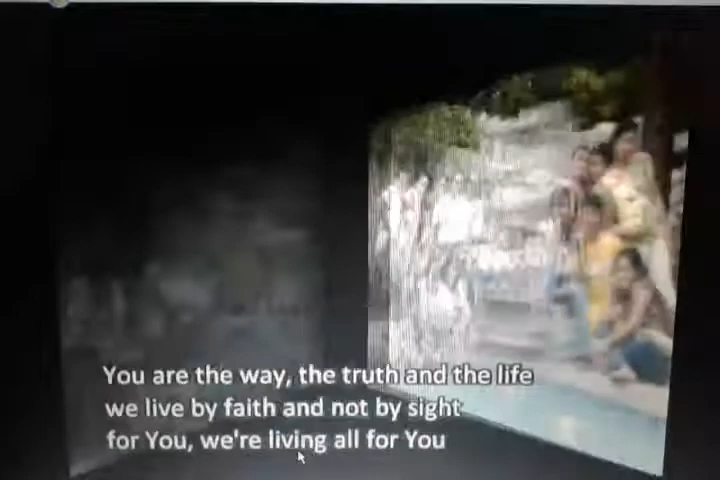 You are the way, the truth and the life
we live by faith and not by sight
for You, we're living all for You